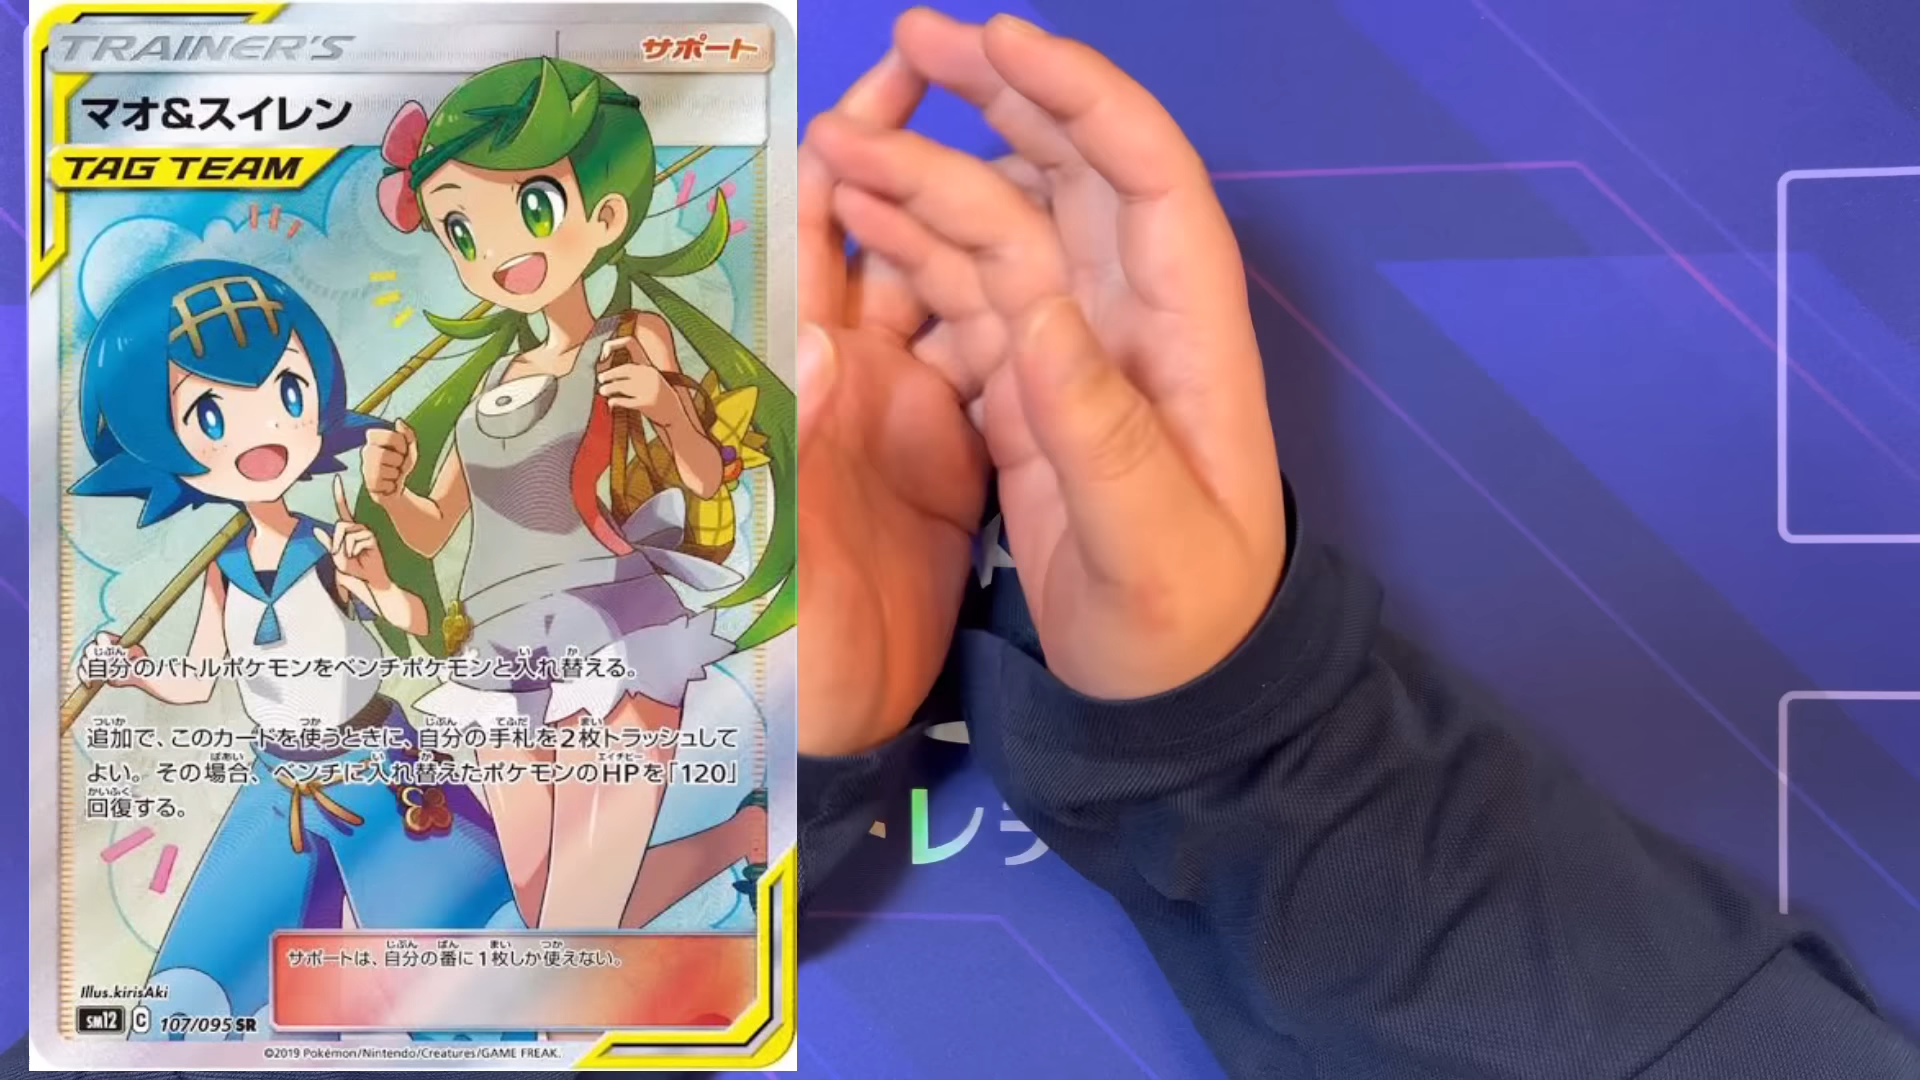 TRAINER'S
サポート
マオ&スイレン
TAG TEAM
自分のバトルポケモンをベンチポケモンと入れ替える。
追加で、このカードを使うときに、自分の手札を2枚トラッシュして
よい。その場合、ベンチに入れ替えたポケモンのHPを「120」
回復する。
サポートは、自分の番に1枚しか使えない。
Illus.kirisAki
sm12 C 107/095 SR
©2019 Pokémon/Nintendo/Creatures/GAME FREAK.
レ